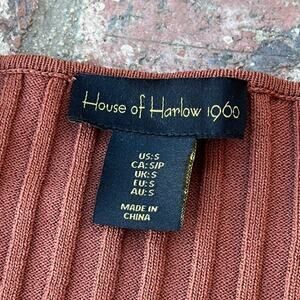 House of Harlow 1960
US:S
CA:S/P
UK:S
EU:S
AU:S
MADE IN
CHINA